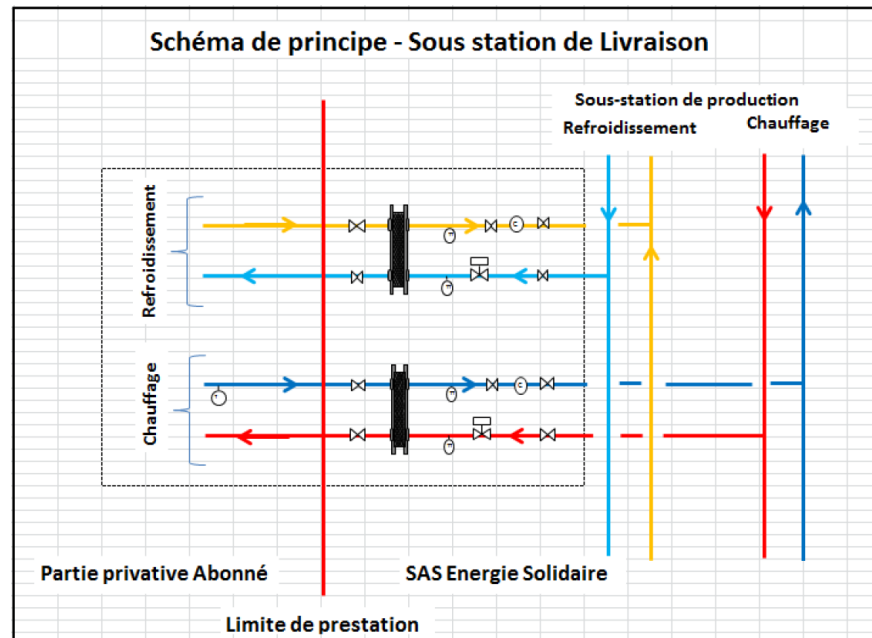 Schéma de principe - Sous station de Livraison
Sous-station de production
Refroidissement
Chauffage
Refroidissement
Chauffage
Partie privative Abonné
SAS Energie Solidaire
Limite de prestation